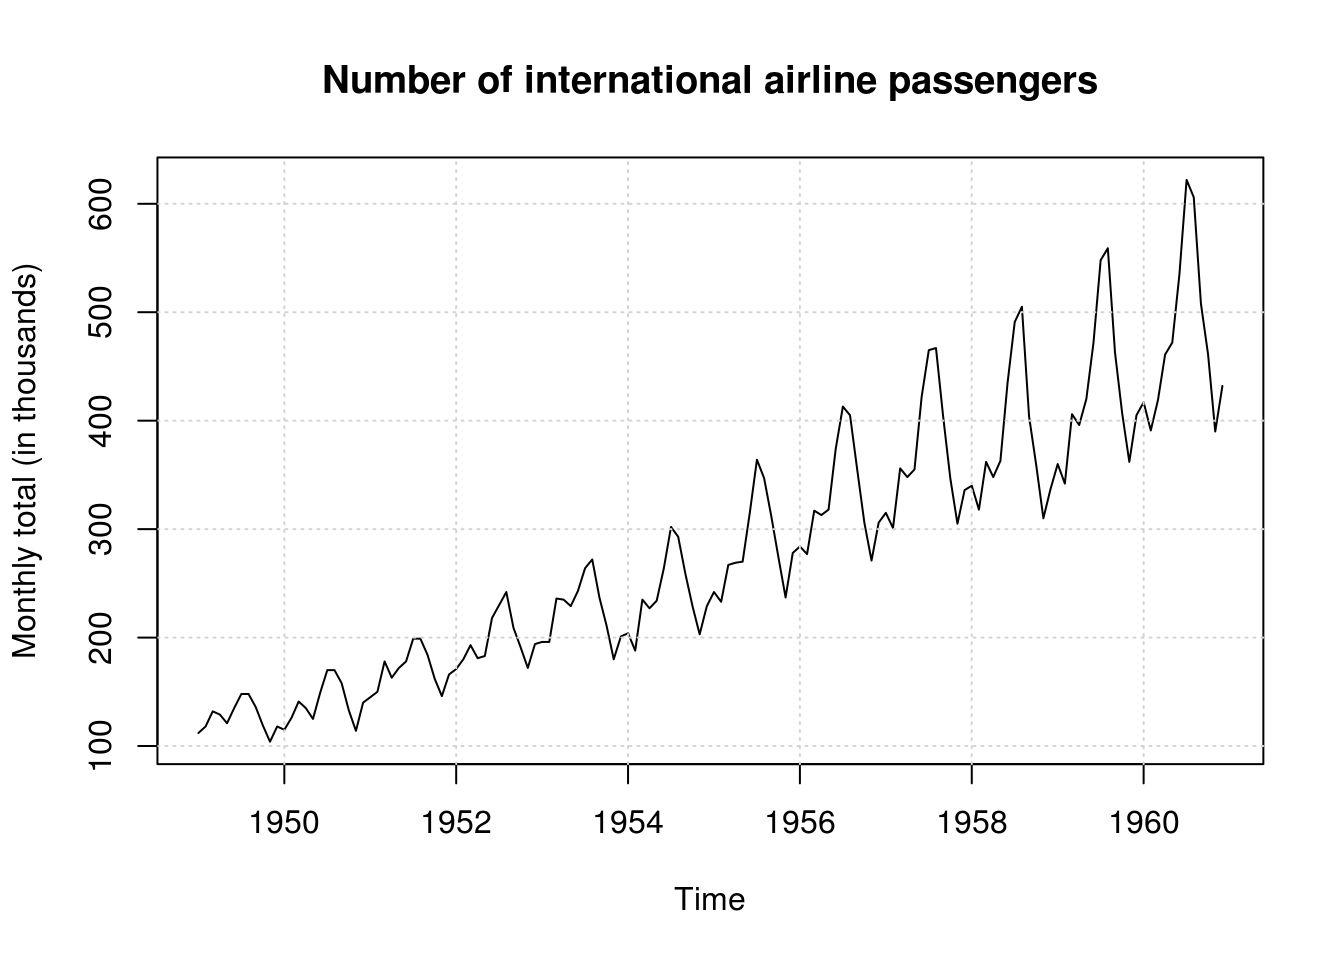 Number of international airline passengers
Monthly total (in thousands)
600
500
400
300
200
100
1950 1952 1954 1956 1958 1960
Time